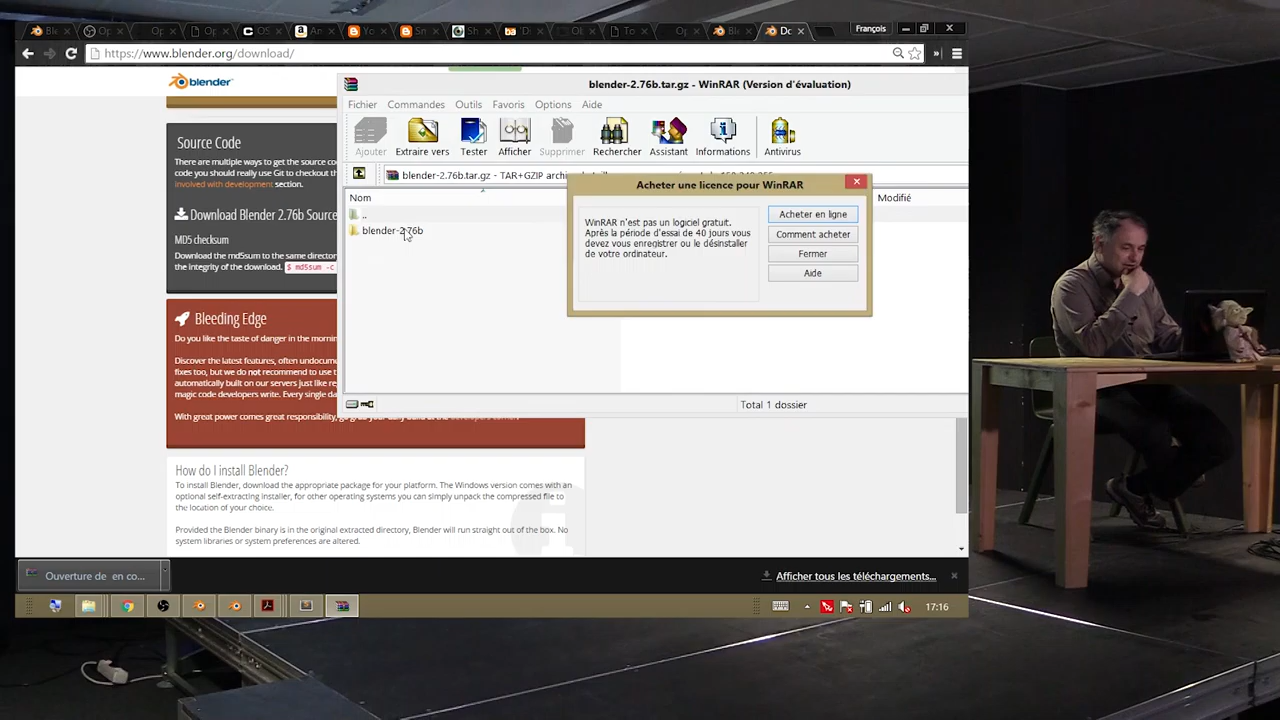 François
https://www.blender.org/download/
blender
blender-2.76b.tar.gz - WinRAR (Version d'évaluation)
Fichier Commandes Outils Favoris Options Aide
Ajouter Extraire vers Tester Afficher Supprimer Rechercher Assistant Informations Antivirus
blender-2.76b.tar.gz - TAR+GZIP
Nom
Modifié
..
blender-2.76b
Acheter une licence pour WinRAR
WinRAR n'est pas un logiciel gratuit.
Après la période d'essai de 40 jours vous
devez vous enregistrer ou le désinstaller
de votre ordinateur.
Acheter en ligne
Comment acheter
Fermer
Aide
Total 1 dossier
Source Code
There are multiple ways to get the source co
you should really use Git to checkout th
involved with development section.
Download Blender 2.76b Source
MD5 checksum
Download the md5sum to the same direc
the integrity of the download. $ md5sum -c
Bleeding Edge
Do you like the taste of danger in the mornin
Discover the latest features, often undocum
fixes too, but we do not recommend to use t
automatically built on our servers just like re
magic code developers write. Every single da
With great power comes great responsibility,
How do I install Blender?
To install Blender, download the appropriate package for your platform. The Windows version comes with an
optional self-extracting installer, for other operating systems you can simply unpack the compressed file to
the location of your choice.
Provided the Blender binary is in the original extracted directory, Blender will run straight out of the box. No
system libraries or system preferences are altered.
Ouverture de en co...
Afficher tous les téléchargements...
17:16